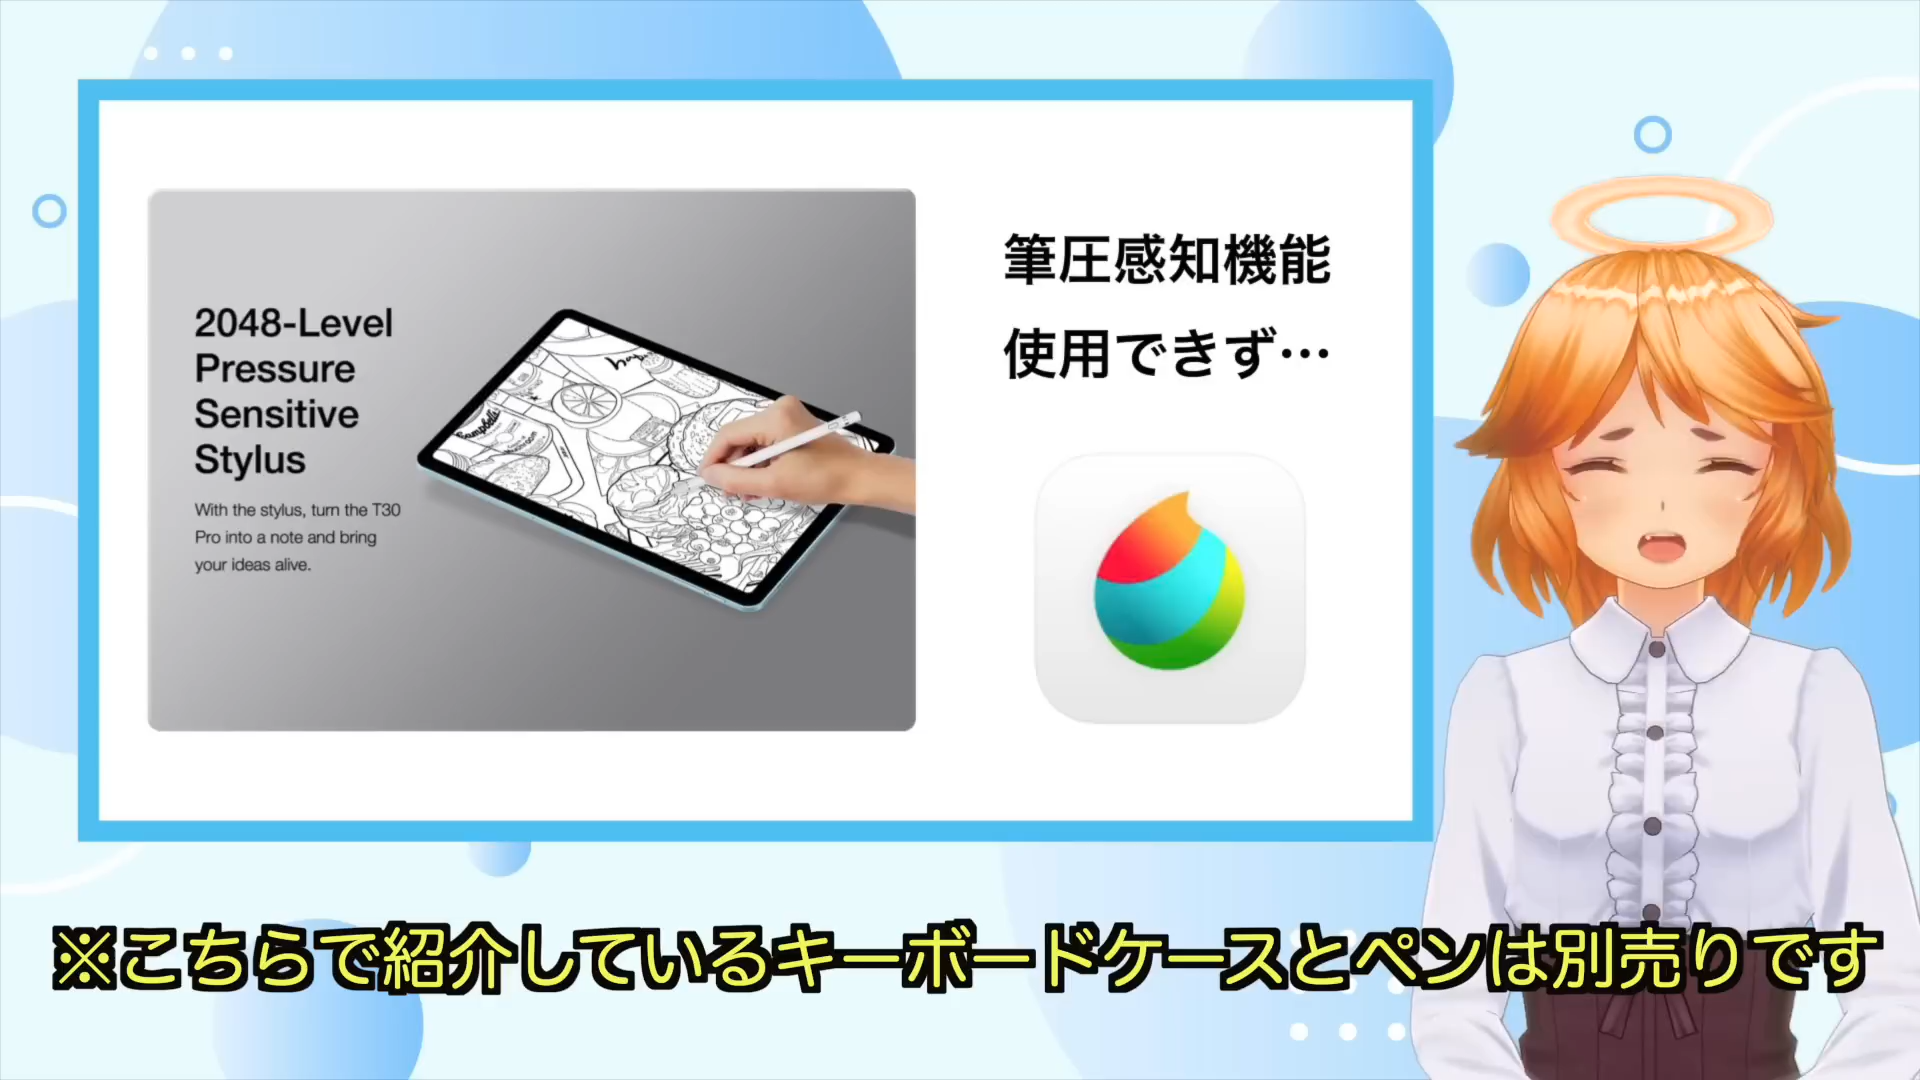 2048-Level
Pressure
Sensitive
Stylus
With the stylus, turn the T30
Pro into a note and bring
your ideas alive.
筆圧感知機能
使用できず…
※こちらで紹介しているキーボードケースとペンは別売りです